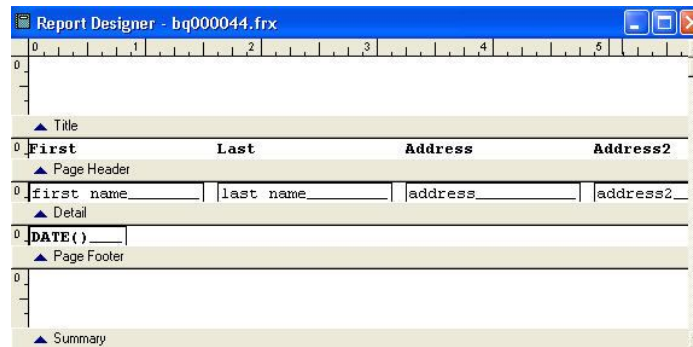 Report Designer - bq000044.frx
0 1 2 3 4 5
0
Title
0 First Last Address Address2
Page Header
0 first name last name address address2
Detail
0 DATE()
Page Footer
0
Summary